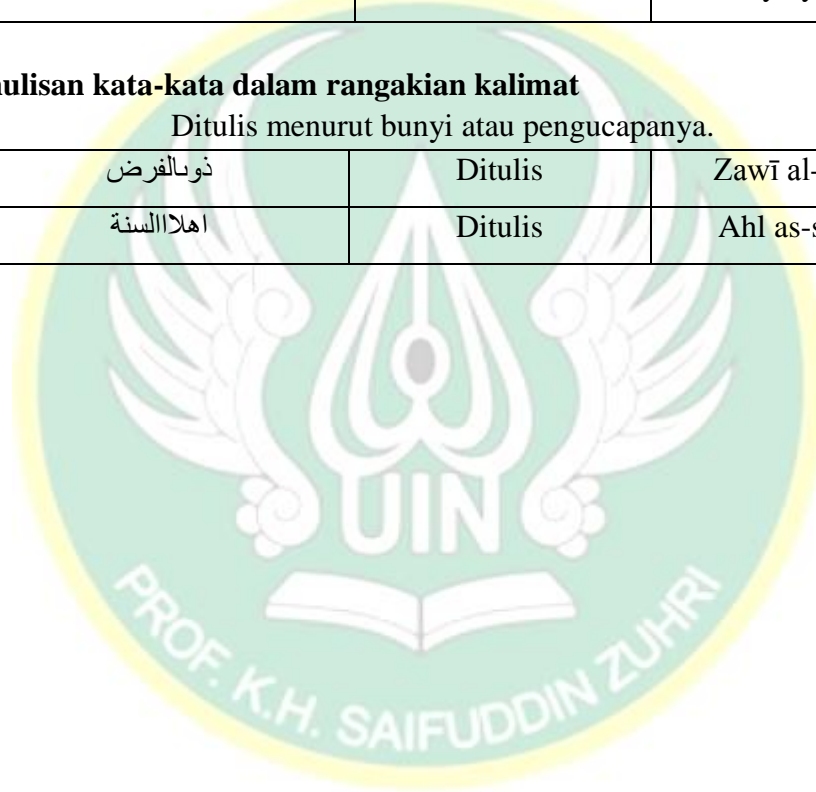 ulisan kata-kata dalam rangakian kalimat
Ditulis menurut bunyi atau pengucapanya.
ذوىالفرض Ditulis Zawī al-
اهلاالسنة Ditulis Ahl as-s
UIN
PROF. K.H. SAIFUDDIN ZUHRI